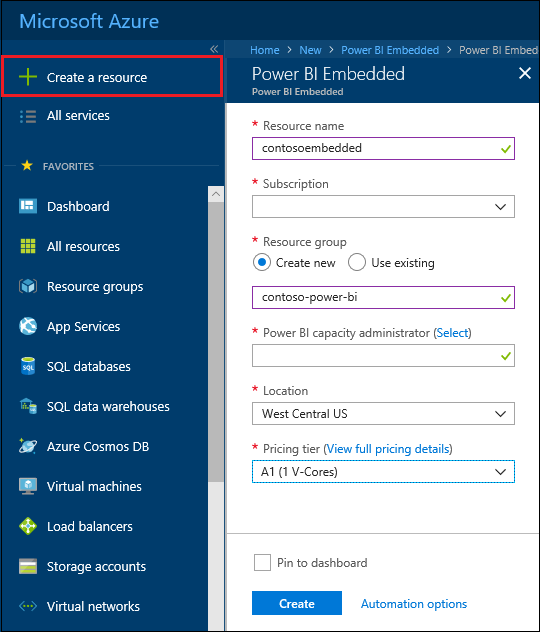 Microsoft Azure
«
Home > New > Power BI Embedded > Power BI Embed
Create a resource
All services
FAVORITES
Dashboard
All resources
Resource groups
App Services
SQL databases
SQL data warehouses
Azure Cosmos DB
Virtual machines
Load balancers
Storage accounts
Virtual networks
Power BI Embedded
Power BI Embedded
* Resource name
contosoembedded
* Subscription
* Resource group
Create new Use existing
contoso-power-bi
* Power BI capacity administrator (Select)
* Location
West Central US
* Pricing tier (View full pricing details)
A1 (1 V-Cores)
Pin to dashboard
Create Automation options